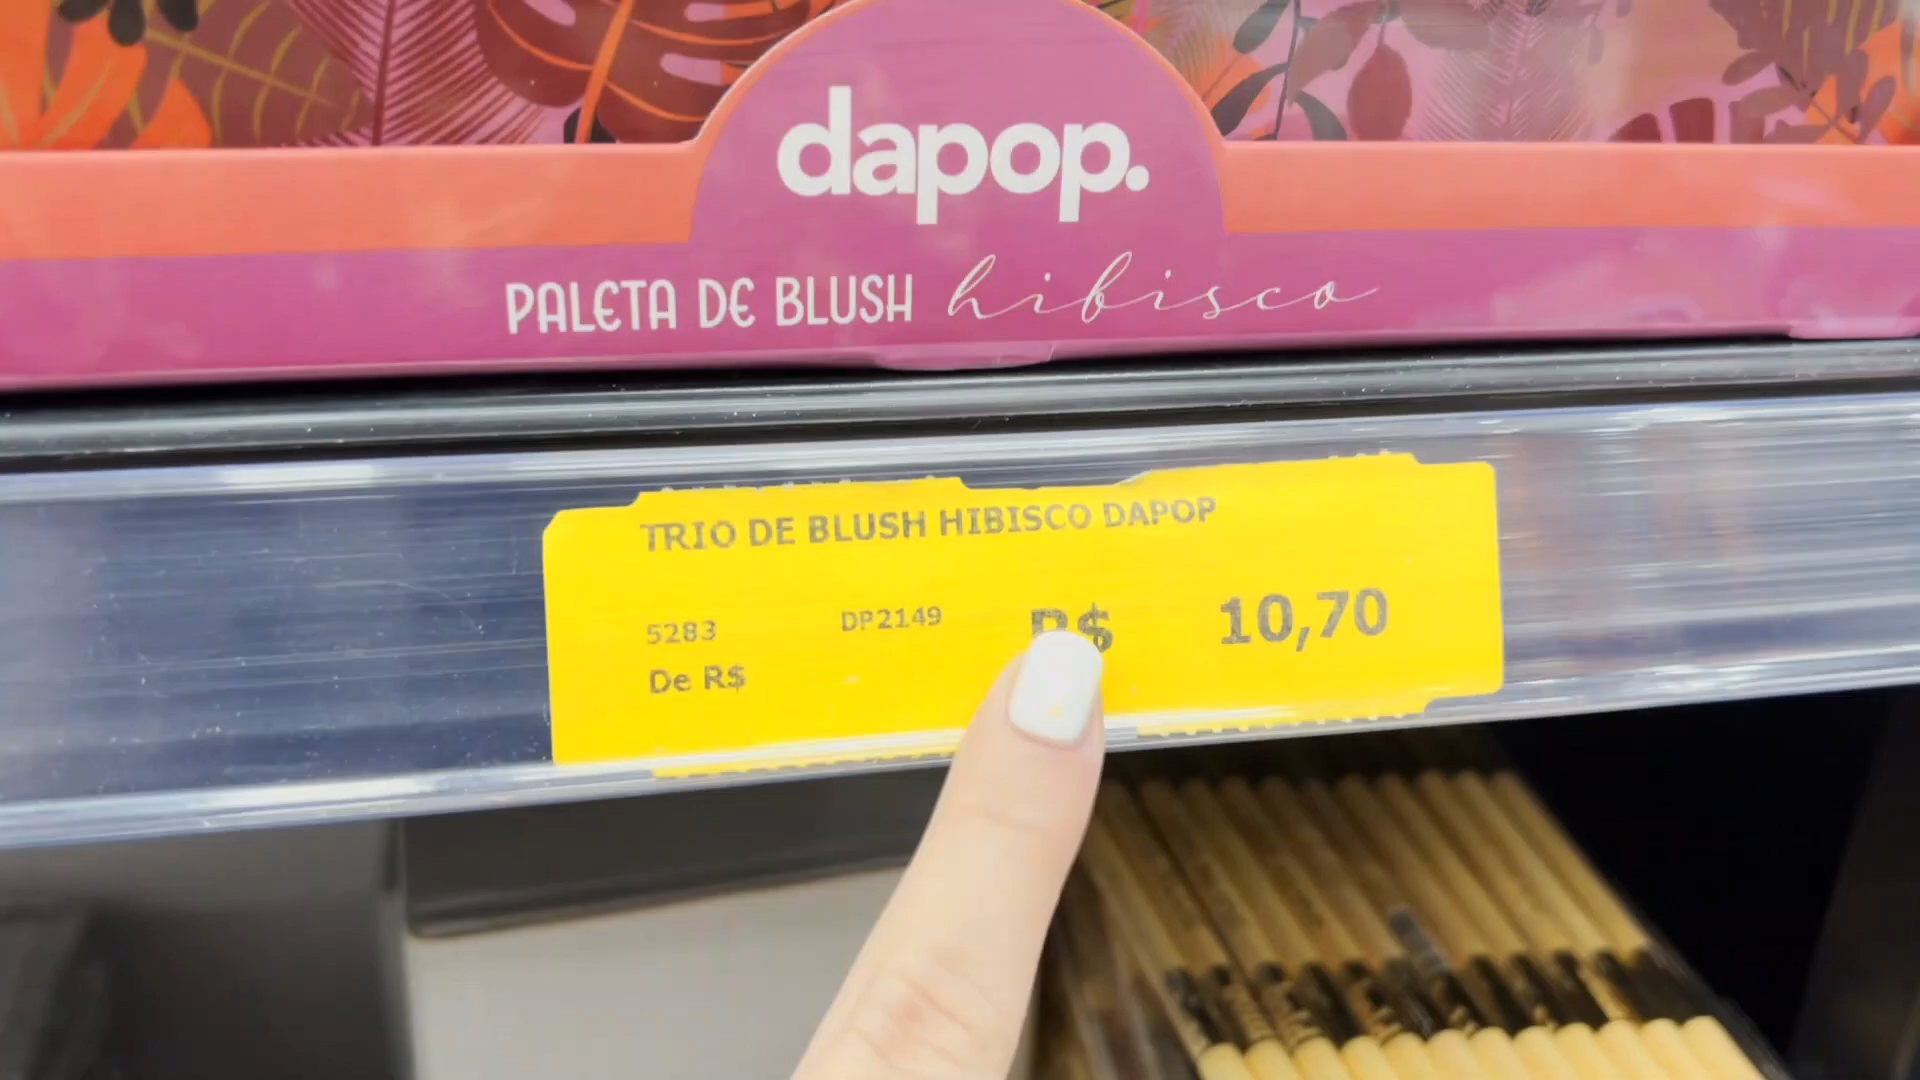 dapop.
PALETA DE BLUSH hibisco
TRIO DE BLUSH HIBISCO DAPOP
5283 DP2149 R$ 10,70
De R$